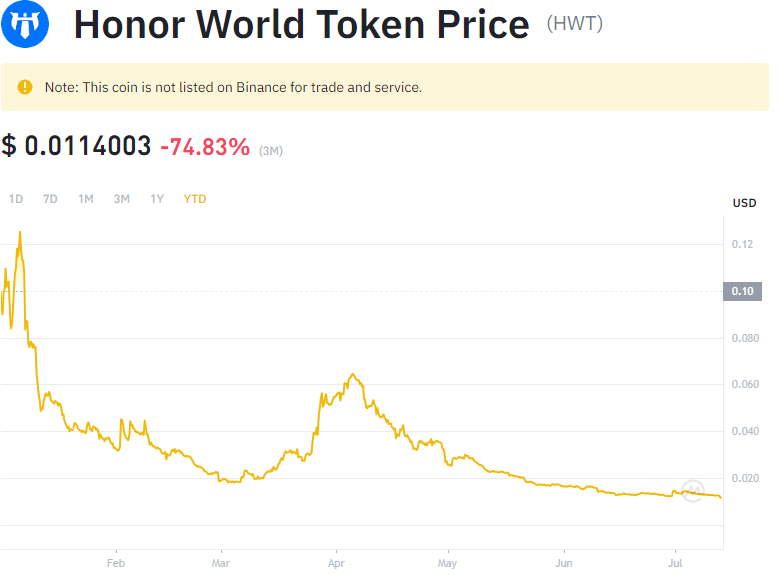 Honor World Token Price (HWT)
Note: This coin is not listed on Binance for trade and service.
$ 0.0114003 -74.83% (3M)
1D 7D 1M 3M 1Y YTD
USD
0.12
0.10
0.080
0.060
0.040
0.020
Feb Mar Apr May Jun Jul